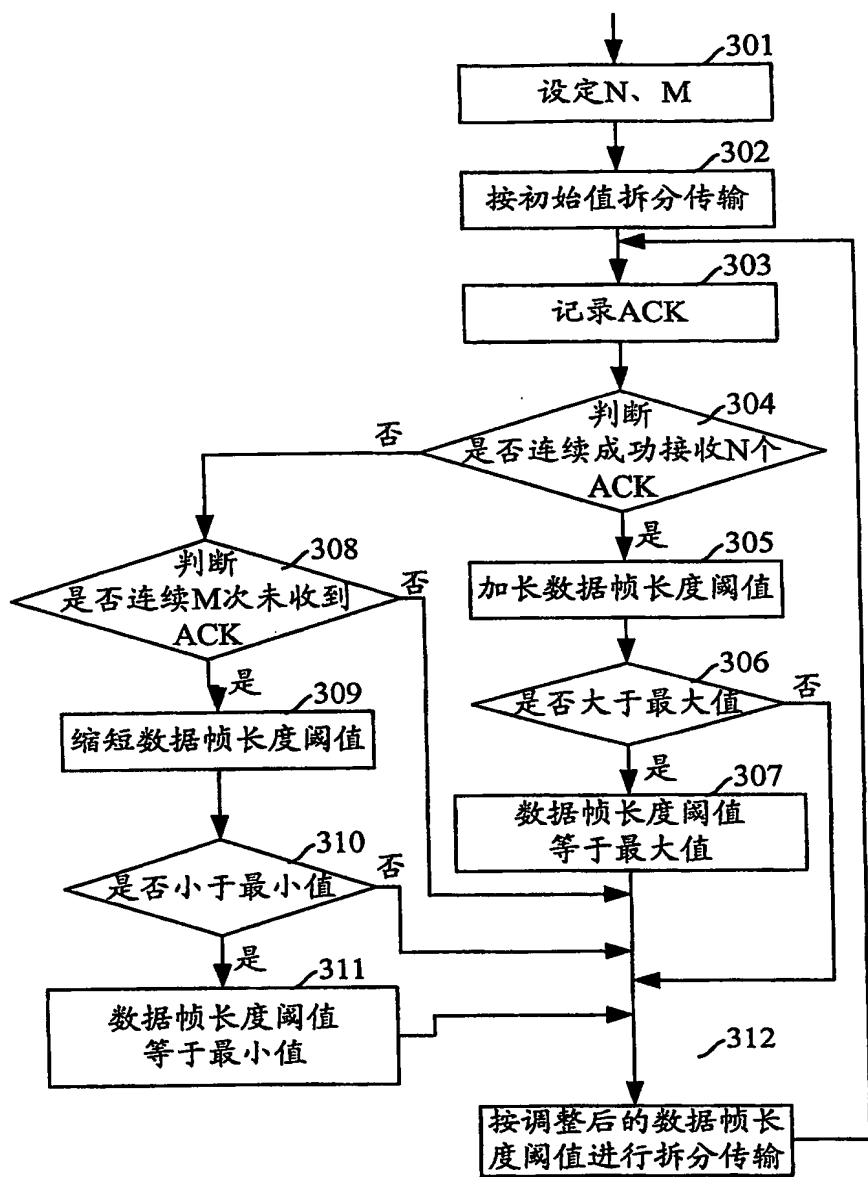 301
设定N、M
302
按初始值拆分传输
303
记录ACK
304
判断
是否连续成功接收N个
ACK
否
是
308
判断
是否连续M次未收到
ACK
否
是
305
加长数据帧长度阈值
306
是否大于最大值
否
是
309
缩短数据帧长度阈值
307
数据帧长度阈值
等于最大值
310
是否小于最小值
否
是
311
数据帧长度阈值
等于最小值
312
按调整后的数据帧长
度阈值进行拆分传输